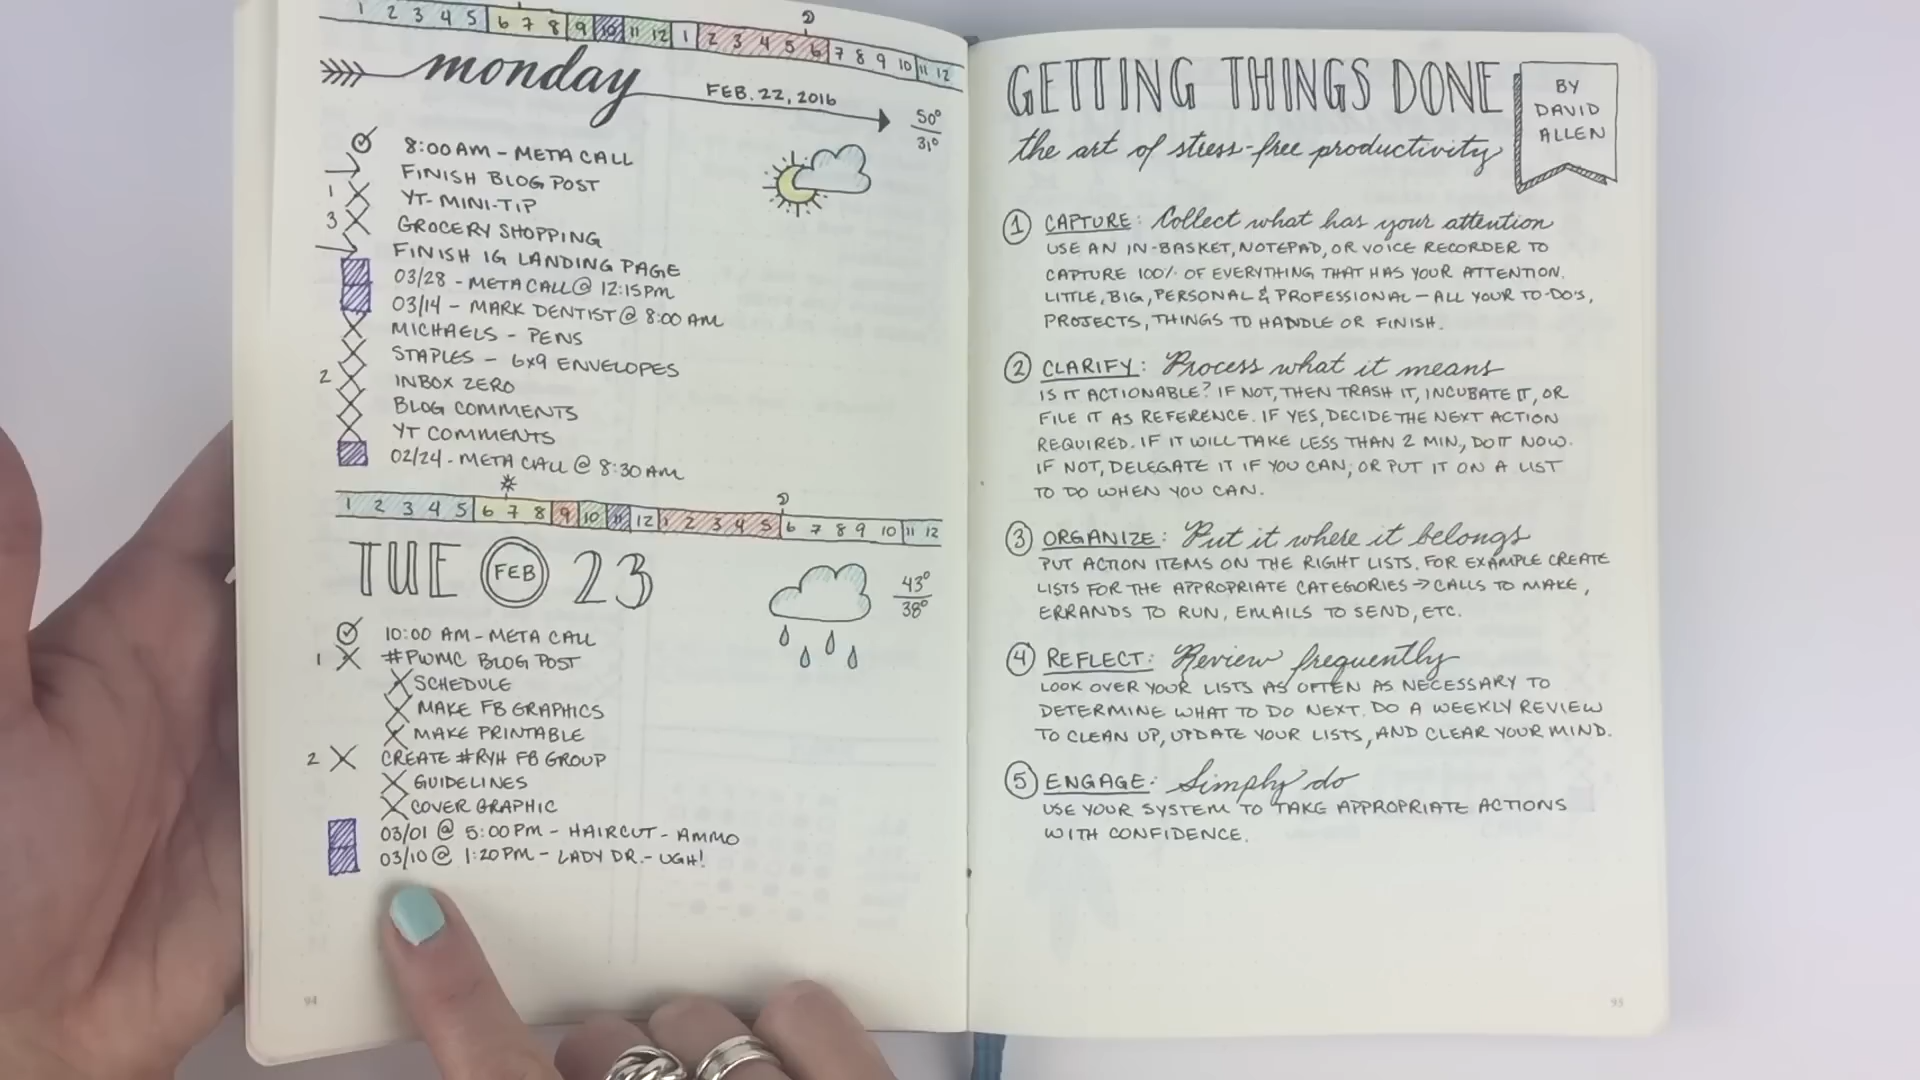 1 2 3 4 5 6 7 8 9 10 11 12 1 2 3 4 5 6 7 8 9 10 11 12
monday FEB. 22, 2016
50°
31°
8:00 AM - META CALL
FINISH BLOG POST
1 YT- MINI-TIP
3 GROCERY SHOPPING
FINISH IG LANDING PAGE
03/28 - META CALL @ 12:15PM
03/14 - MARK DENTIST @ 8:00 AM
MICHAELS - PENS
STAPLES - 6x9 ENVELOPES
2 INBOX ZERO
BLOG COMMENTS
YT COMMENTS
02/24 - META CALL @ 8:30 AM
1 2 3 4 5 6 7 8 9 10 11 12 1 2 3 4 5 6 7 8 9 10 11 12
TUE FEB 23
43°
38°
10:00 AM - META CALL
1 #PWMC BLOG POST
SCHEDULE
MAKE FB GRAPHICS
MAKE PRINTABLE
2 CREATE #RYH FB GROUP
GUIDELINES
COVER GRAPHIC
03/01 @ 5:00 PM - HAIRCUT - AMMO
03/10 @ 1:20PM - LADY DR. - UGH!
94
GETTING THINGS DONE
the art of stress-free productivity
BY
DAVID
ALLEN
1 CAPTURE: Collect what has your attention
USE AN IN-BASKET, NOTEPAD, OR VOICE RECORDER TO
CAPTURE 100% OF EVERYTHING THAT HAS YOUR ATTENTION.
LITTLE, BIG, PERSONAL & PROFESSIONAL — ALL YOUR TO-DO'S,
PROJECTS, THINGS TO HANDLE OR FINISH.
2 CLARIFY: Process what it means
IS IT ACTIONABLE? IF NOT, THEN TRASH IT, INCUBATE IT, OR
FILE IT AS REFERENCE. IF YES, DECIDE THE NEXT ACTION
REQUIRED. IF IT WILL TAKE LESS THAN 2 MIN., DO IT NOW.
IF NOT, DELEGATE IT IF YOU CAN; OR PUT IT ON A LIST
TO DO WHEN YOU CAN.
3 ORGANIZE: Put it where it belongs
PUT ACTION ITEMS ON THE RIGHT LISTS. FOR EXAMPLE CREATE
LISTS FOR THE APPROPRIATE CATEGORIES → CALLS TO MAKE,
ERRANDS TO RUN, EMAILS TO SEND, ETC.
4 REFLECT: Review frequently
LOOK OVER YOUR LISTS AS OFTEN AS NECESSARY TO
DETERMINE WHAT TO DO NEXT. DO A WEEKLY REVIEW
TO CLEAN UP, UPDATE YOUR LISTS, AND CLEAR YOUR MIND.
5 ENGAGE: Simply do
USE YOUR SYSTEM TO TAKE APPROPRIATE ACTIONS
WITH CONFIDENCE.
95